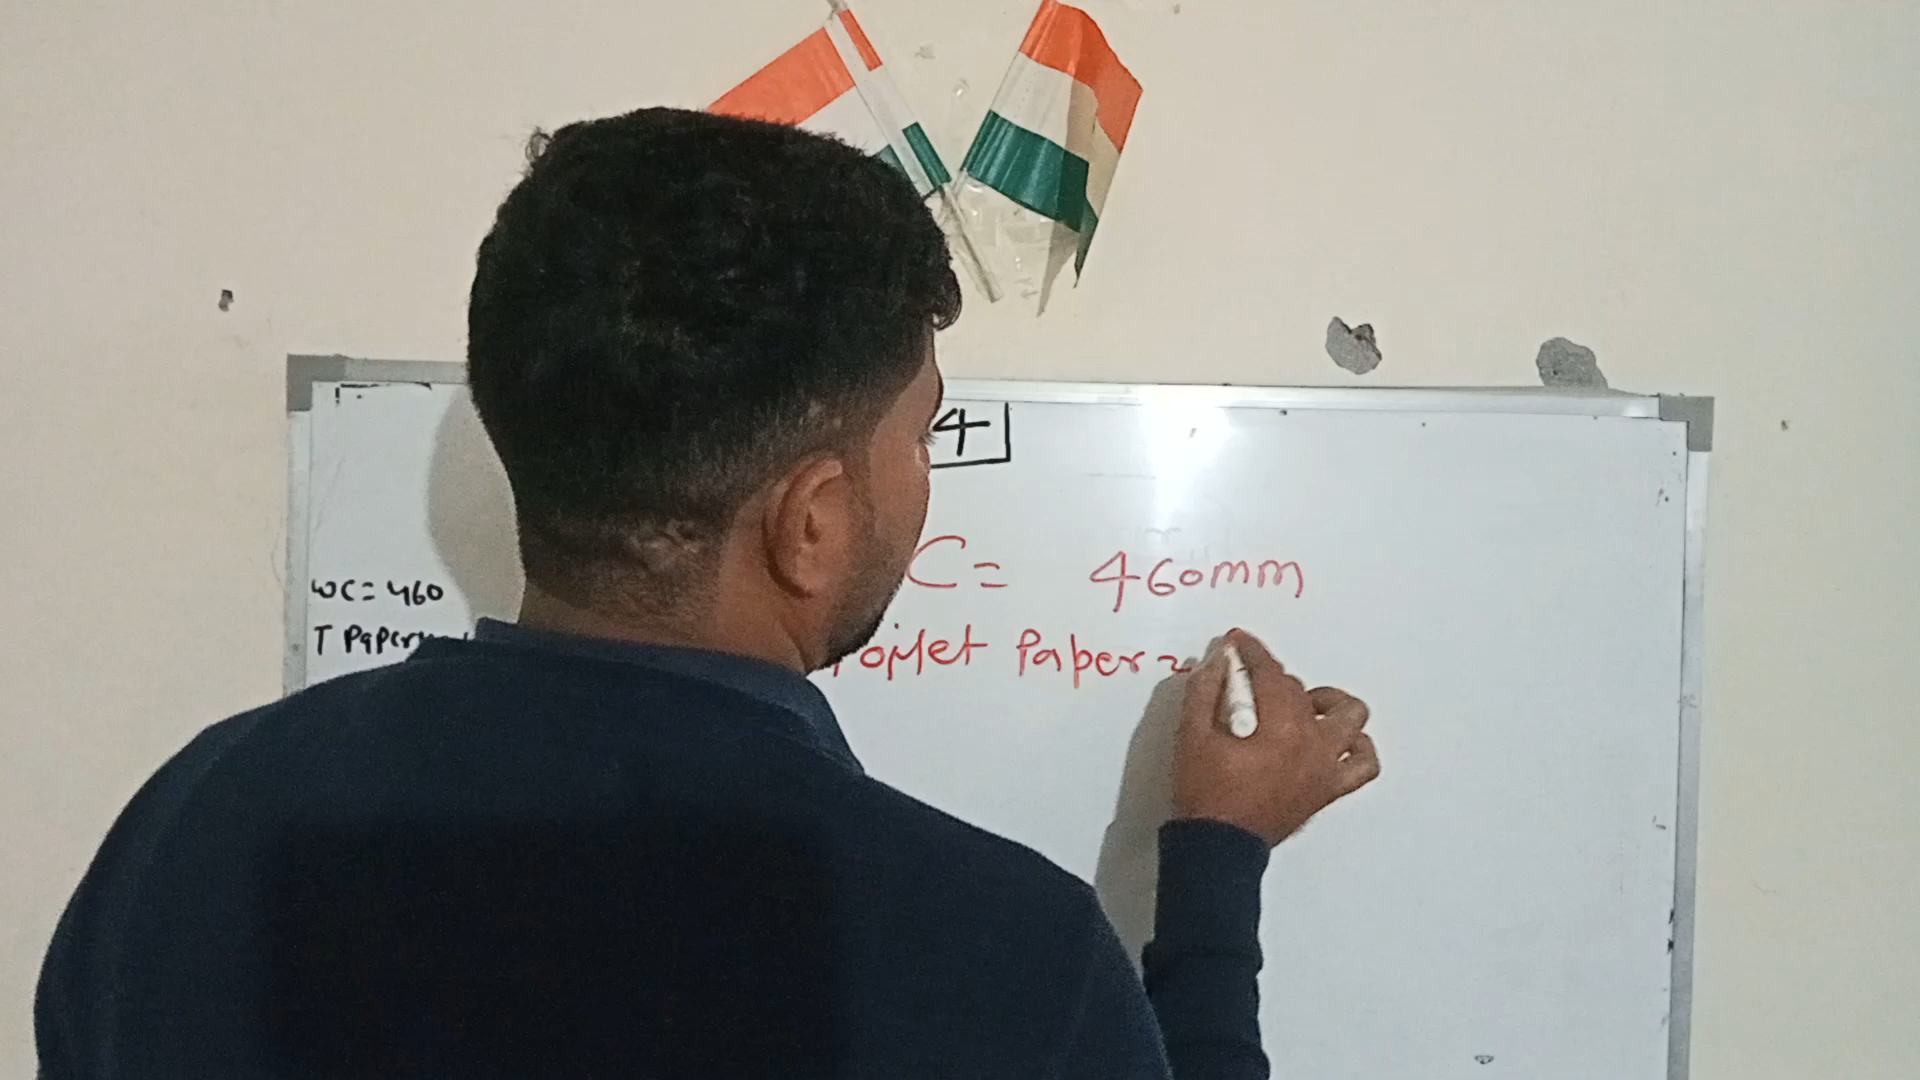 4
C = 460mm
Toilet Paper =
WC = 460
T Paper